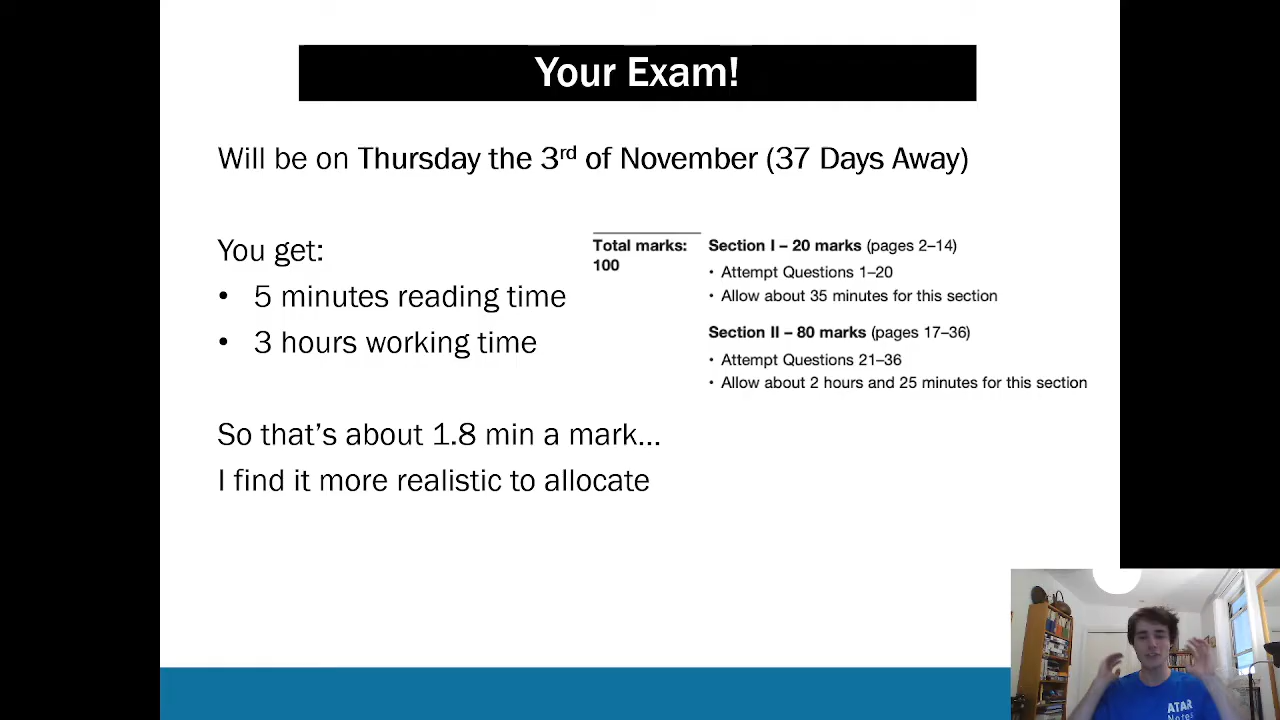 Your Exam!
Will be on Thursday the 3rd of November (37 Days Away)
You get:
• 5 minutes reading time
• 3 hours working time
Total marks:
100
Section I – 20 marks (pages 2–14)
• Attempt Questions 1–20
• Allow about 35 minutes for this section
Section II – 80 marks (pages 17–36)
• Attempt Questions 21–36
• Allow about 2 hours and 25 minutes for this section
So that's about 1.8 min a mark...
I find it more realistic to allocate
ATAR
Notes